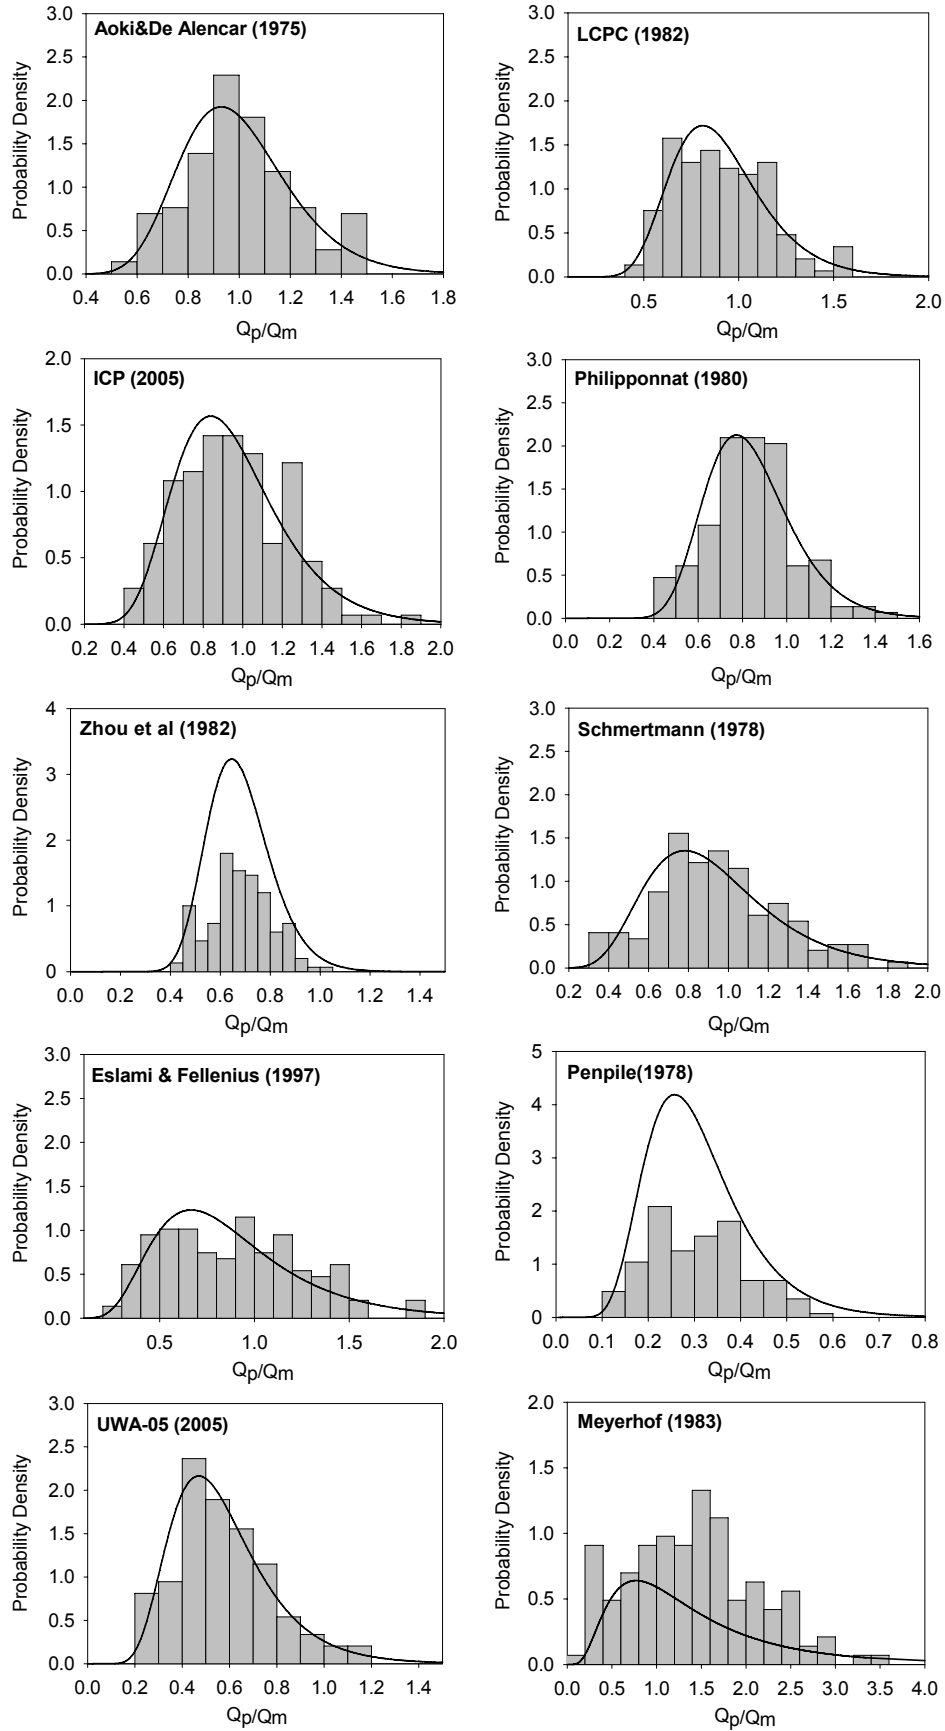 Aoki&De Alencar (1975)
Probability Density
3.0
2.5
2.0
1.5
1.0
0.5
0.0
0.4 0.6 0.8 1.0 1.2 1.4 1.6 1.8
Qp/Qm
LCPC (1982)
Probability Density
3.0
2.5
2.0
1.5
1.0
0.5
0.0
0.5 1.0 1.5 2.0
Qp/Qm
ICP (2005)
Probability Density
2.0
1.5
1.0
0.5
0.0
0.2 0.4 0.6 0.8 1.0 1.2 1.4 1.6 1.8 2.0
Qp/Qm
Philipponnat (1980)
Probability Density
3.0
2.5
2.0
1.5
1.0
0.5
0.0
0.0 0.2 0.4 0.6 0.8 1.0 1.2 1.4 1.6
Qp/Qm
Zhou et al (1982)
Probability Density
4
3
2
1
0
0.0 0.2 0.4 0.6 0.8 1.0 1.2 1.4
Qp/Qm
Schmertmann (1978)
Probability Density
3.0
2.5
2.0
1.5
1.0
0.5
0.0
0.2 0.4 0.6 0.8 1.0 1.2 1.4 1.6 1.8 2.0
Qp/Qm
Eslami & Fellenius (1997)
Probability Density
3.0
2.5
2.0
1.5
1.0
0.5
0.0
0.5 1.0 1.5 2.0
Qp/Qm
Penpile(1978)
Probability Density
5
4
3
2
1
0
0.0 0.1 0.2 0.3 0.4 0.5 0.6 0.7 0.8
Qp/Qm
UWA-05 (2005)
Probability Density
3.0
2.5
2.0
1.5
1.0
0.5
0.0
0.0 0.2 0.4 0.6 0.8 1.0 1.2 1.4
Qp/Qm
Meyerhof (1983)
Probability Density
2.0
1.5
1.0
0.5
0.0
0.0 0.5 1.0 1.5 2.0 2.5 3.0 3.5 4.0
Qp/Qm